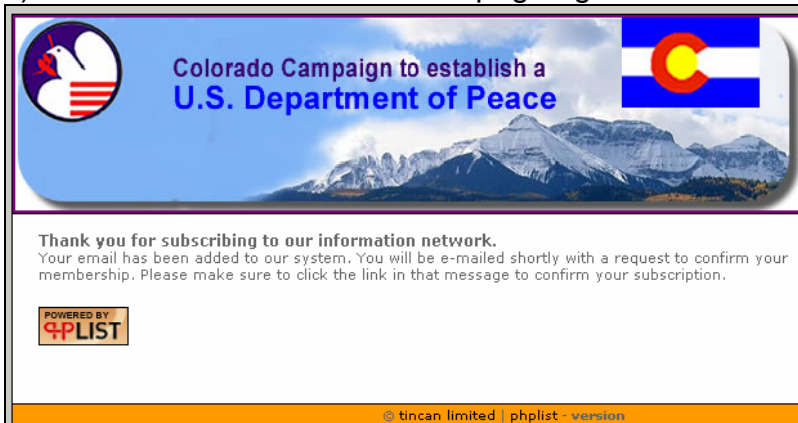 Colorado Campaign to establish a
U.S. Department of Peace
Thank you for subscribing to our information network.
Your email has been added to our system. You will be e-mailed shortly with a request to confirm your
membership. Please make sure to click the link in that message to confirm your subscription.
POWERED BY
PLIST
© tincan limited | phplist - version